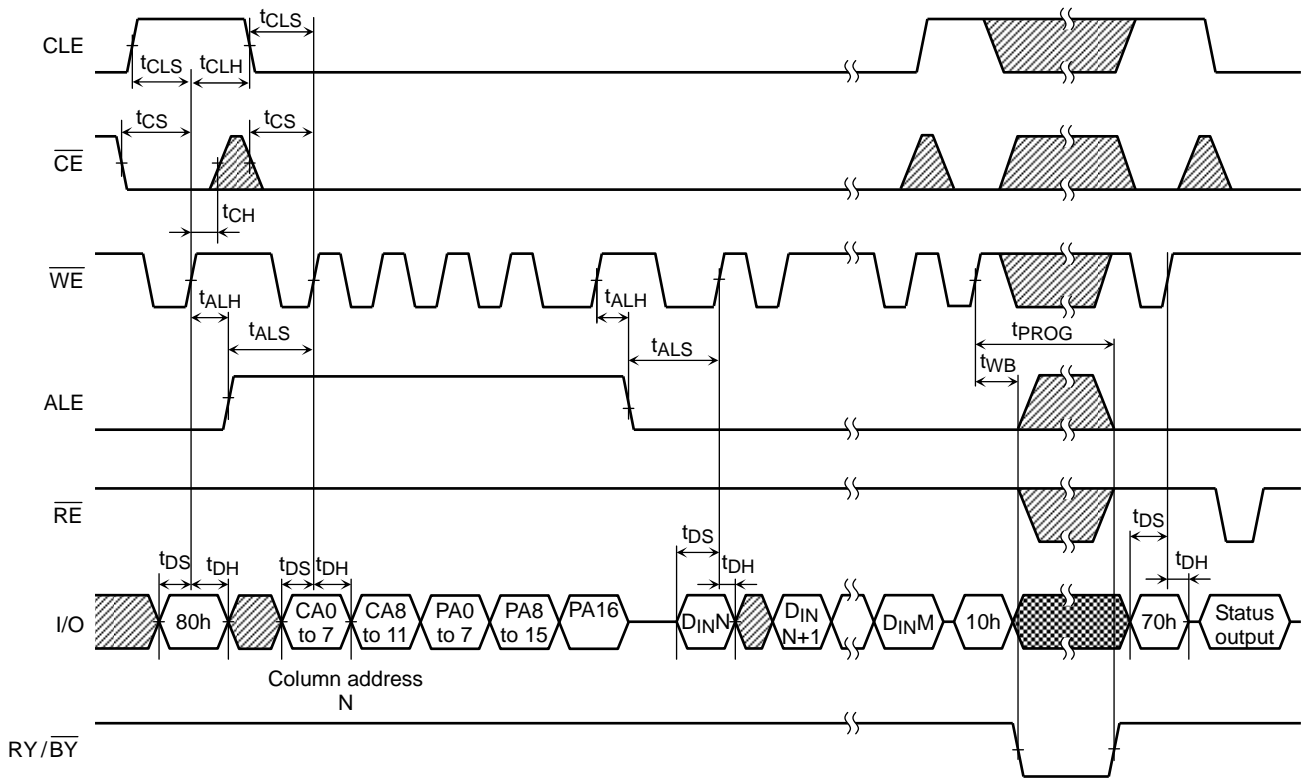 CLE
tCLS
tCLS
tCLH
tCS
tCS
CE
tCH
WE
tALH
tALH
tALS
tALS
tPROG
tWB
ALE
RE
tDS
tDH
tDS
tDH
tDS
tDH
tDS
tDH
I/O
80h
CA0 to 7
CA8 to 11
PA0 to 7
PA8 to 15
PA16
DINN
DIN N+1
DINM
10h
70h
Status output
Column address
N
RY/BY